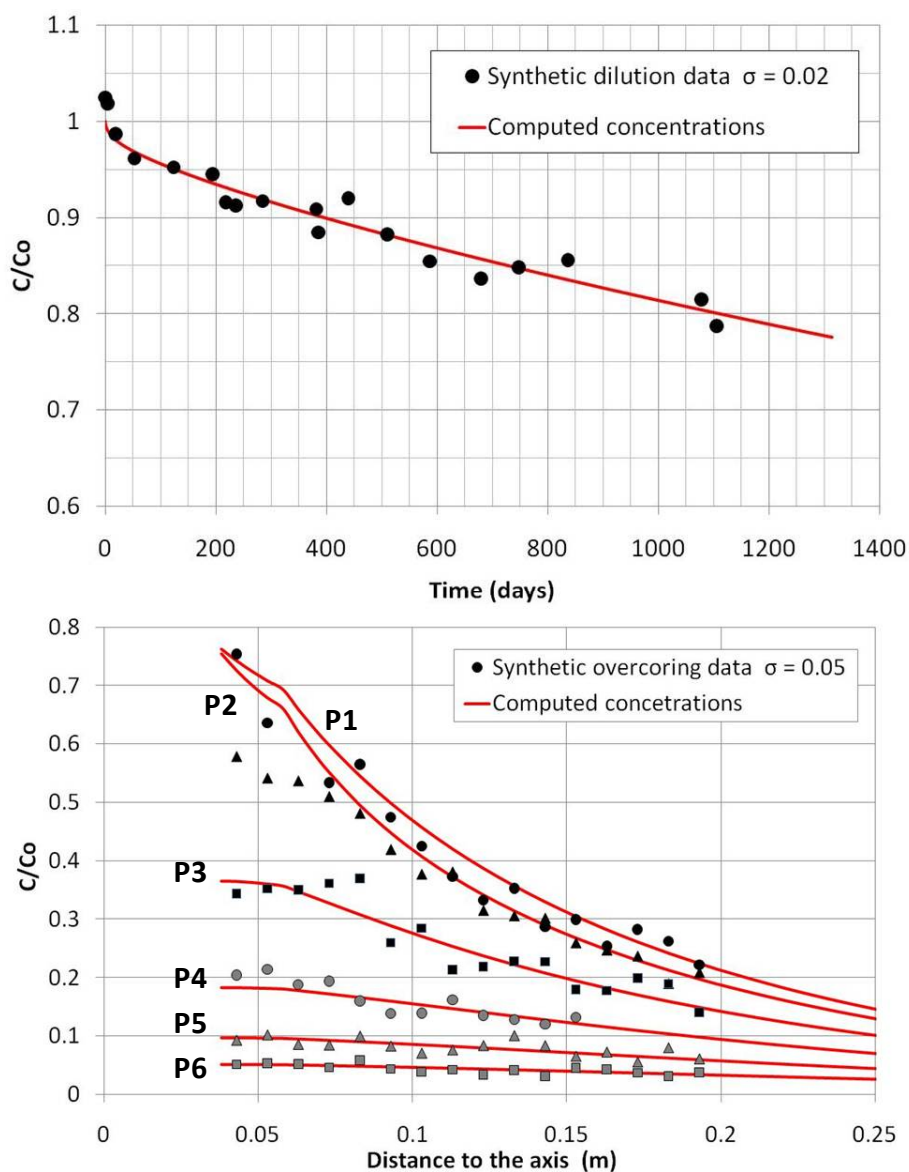 1.1
1
0.9
0.8
0.7
0.6
C/Co
Synthetic dilution data σ = 0.02
Computed concentrations
0 200 400 600 800 1000 1200 1400
Time (days)
0.8
0.7
0.6
0.5
0.4
0.3
0.2
0.1
0
C/Co
Synthetic overcoring data σ = 0.05
Computed concetrations
P1
P2
P3
P4
P5
P6
0 0.05 0.1 0.15 0.2 0.25
Distance to the axis (m)